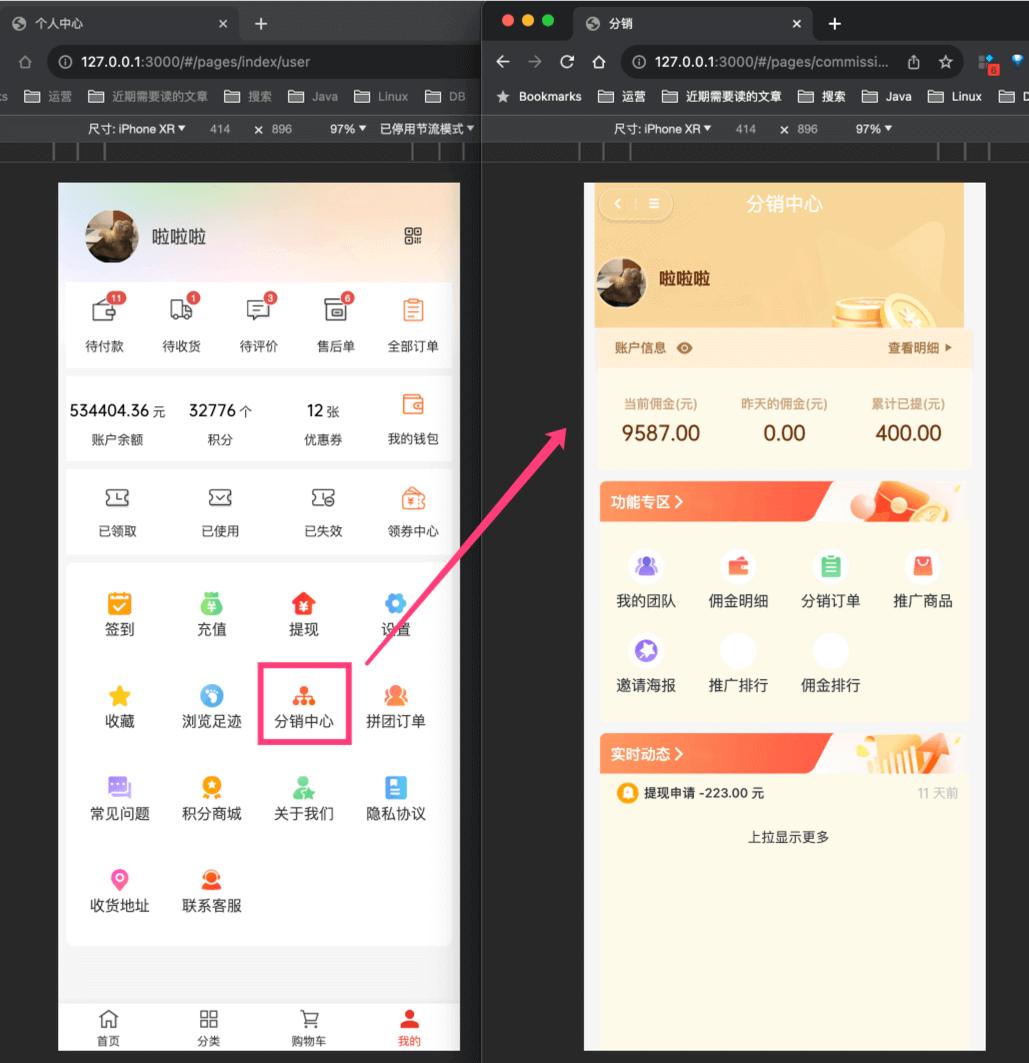 个人中心
127.0.0.1:3000/#/pages/index/user
ks 运营 近期需要读的文章 搜索 Java Linux DB
尺寸: iPhone XR ▼ 414 × 896 97% ▼ 已停用节流模式 ▼
啦啦啦
11 1 3 6
待付款 待收货 待评价 售后单 全部订单
534404.36 元 32776 个 12 张
账户余额 积分 优惠券 我的钱包
已领取 已使用 已失效 领券中心
签到 充值 提现 设置
收藏 浏览足迹 分销中心 拼团订单
常见问题 积分商城 关于我们 隐私协议
收货地址 联系客服
首页 分类 购物车 我的
分销
127.0.0.1:3000/#/pages/commissi...
6
Bookmarks 运营 近期需要读的文章 搜索 Java Linux D
尺寸: iPhone XR ▼ 414 × 896 97% ▼
分销中心
啦啦啦
账户信息 查看明细
当前佣金(元) 昨天的佣金(元) 累计已提(元)
9587.00 0.00 400.00
功能专区
我的团队 佣金明细 分销订单 推广商品
邀请海报 推广排行 佣金排行
实时动态
提现申请 -223.00 元 11 天前
上拉显示更多